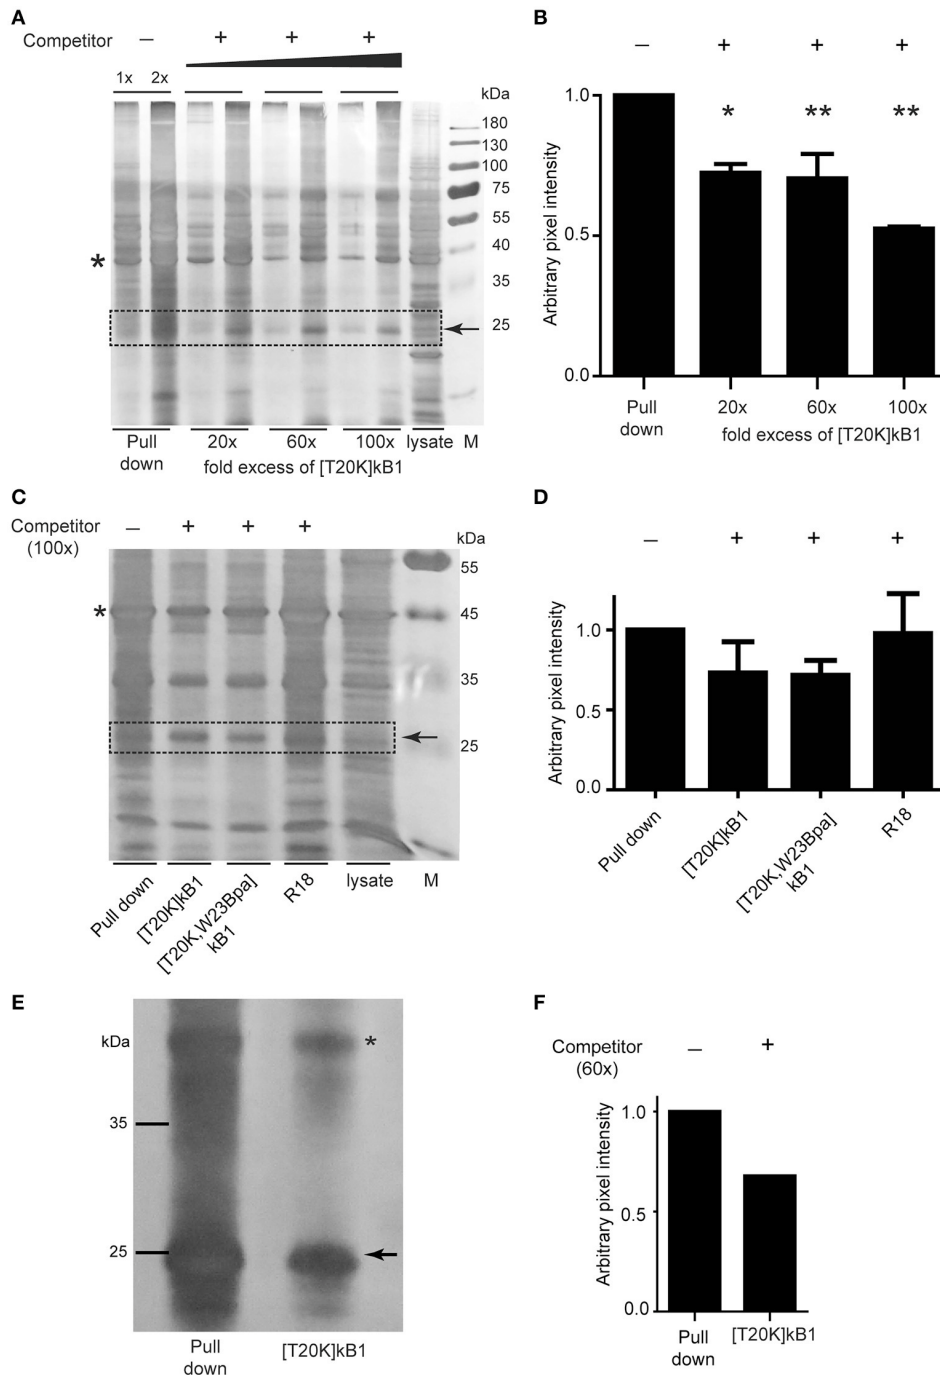 A
Competitor – + + +
1x 2x
kDa
180
130
100
75
55
40
35
25
*
Pull down 20x 60x 100x lysate M
fold excess of [T20K]kB1
B
– + + +
* ** **
Arbitrary pixel intensity
1.0
0.5
0.0
Pull down 20x 60x 100x
fold excess of [T20K]kB1
C
Competitor (100x) – + + +
kDa
55
45
35
25
*
Pull down [T20K]kB1 [T20K,W23Bpa] kB1 R18 lysate M
D
– + + +
Arbitrary pixel intensity
1.0
0.5
0.0
Pull down [T20K]kB1 [T20K,W23Bpa] kB1 R18
E
kDa
*
35
25
Pull down [T20K]kB1
F
Competitor (60x) – +
Arbitrary pixel intensity
1.0
0.5
0.0
Pull down [T20K]kB1